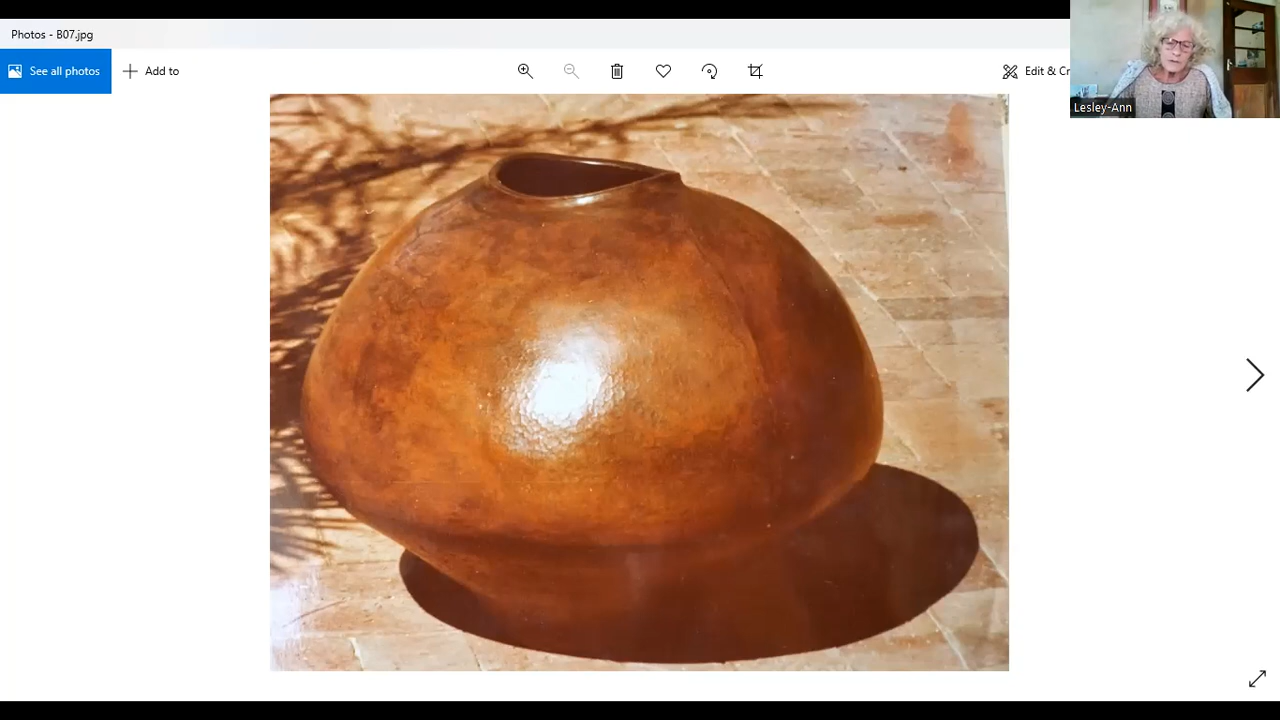 Photos - B07.jpg
See all photos
Add to
Edit & Cr
Lesley-Ann